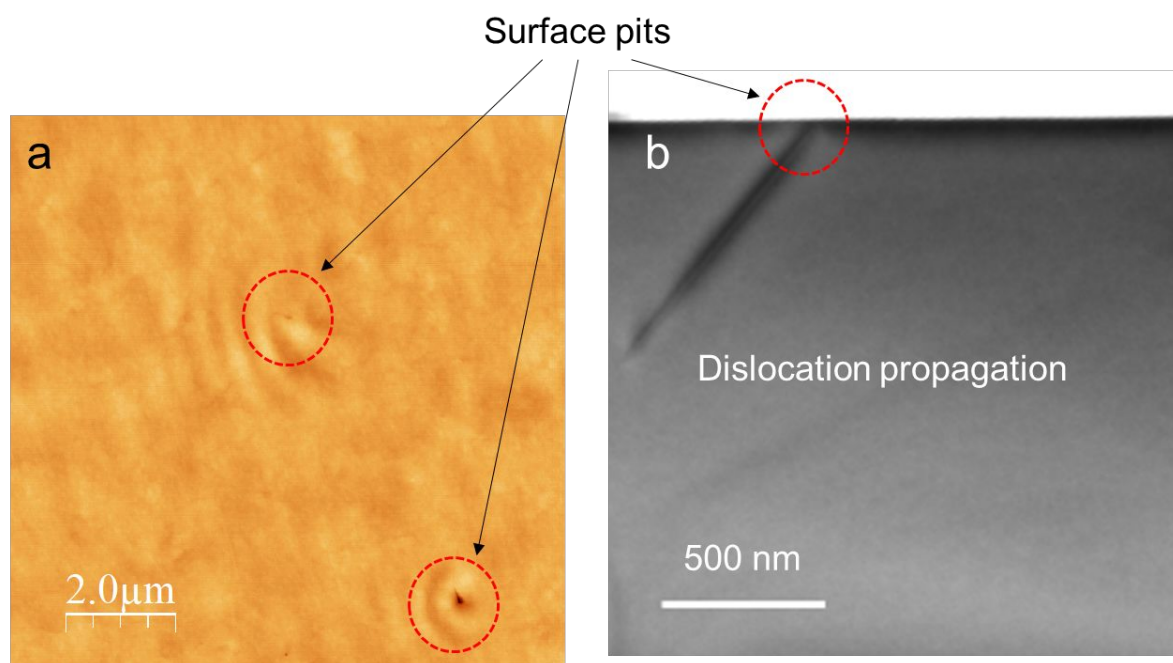 Surface pits
a
b
Dislocation propagation
500 nm
2.0µm